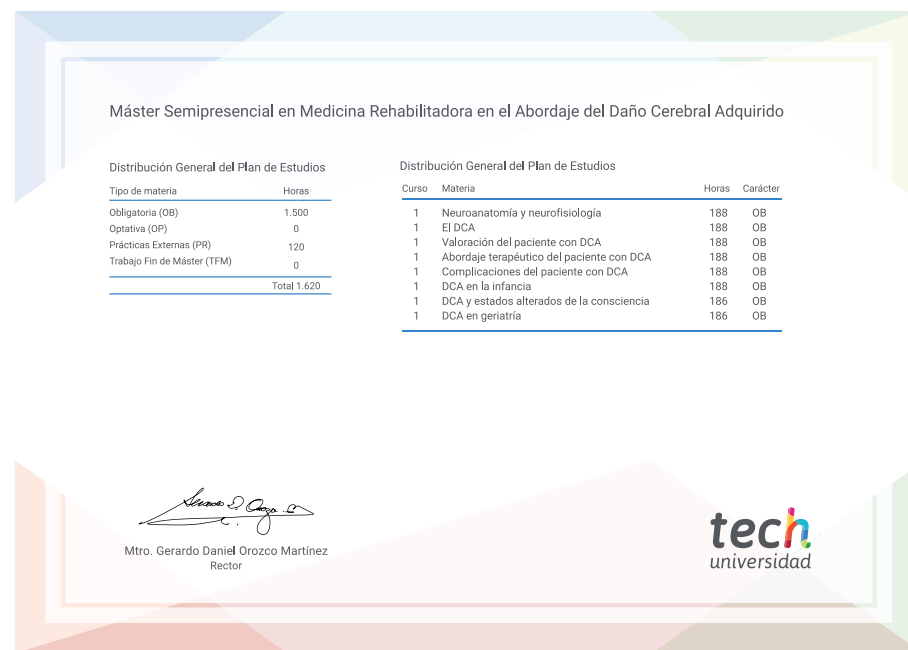 Máster Semipresencial en Medicina Rehabilitadora en el Abordaje del Daño Cerebral Adquirido
Distribución General del Plan de Estudios
Tipo de materia Horas
Obligatoria (OB) 1.500
Optativa (OP) 0
Prácticas Externas (PR) 120
Trabajo Fin de Máster (TFM) 0
Total 1.620
Distribución General del Plan de Estudios
Curso Materia Horas Carácter
1 Neuroanatomía y neurofisiología 188 OB
1 El DCA 188 OB
1 Valoración del paciente con DCA 188 OB
1 Abordaje terapéutico del paciente con DCA 188 OB
1 Complicaciones del paciente con DCA 188 OB
1 DCA en la infancia 188 OB
1 DCA y estados alterados de la consciencia 186 OB
1 DCA en geriatría 186 OB
Mtro. Gerardo Daniel Orozco Martínez
Rector
tech
universidad